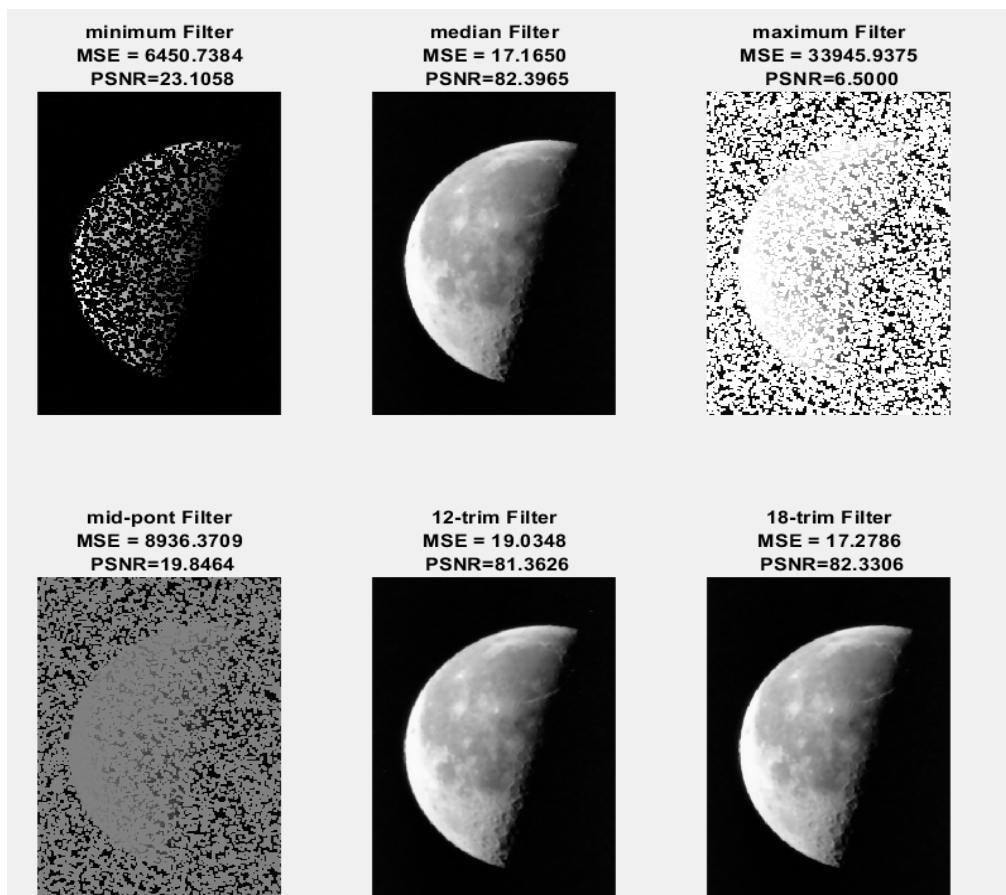 minimum Filter
MSE = 6450.7384
PSNR=23.1058
median Filter
MSE = 17.1650
PSNR=82.3965
maximum Filter
MSE = 33945.9375
PSNR=6.5000
mid-pont Filter
MSE = 8936.3709
PSNR=19.8464
12-trim Filter
MSE = 19.0348
PSNR=81.3626
18-trim Filter
MSE = 17.2786
PSNR=82.3306